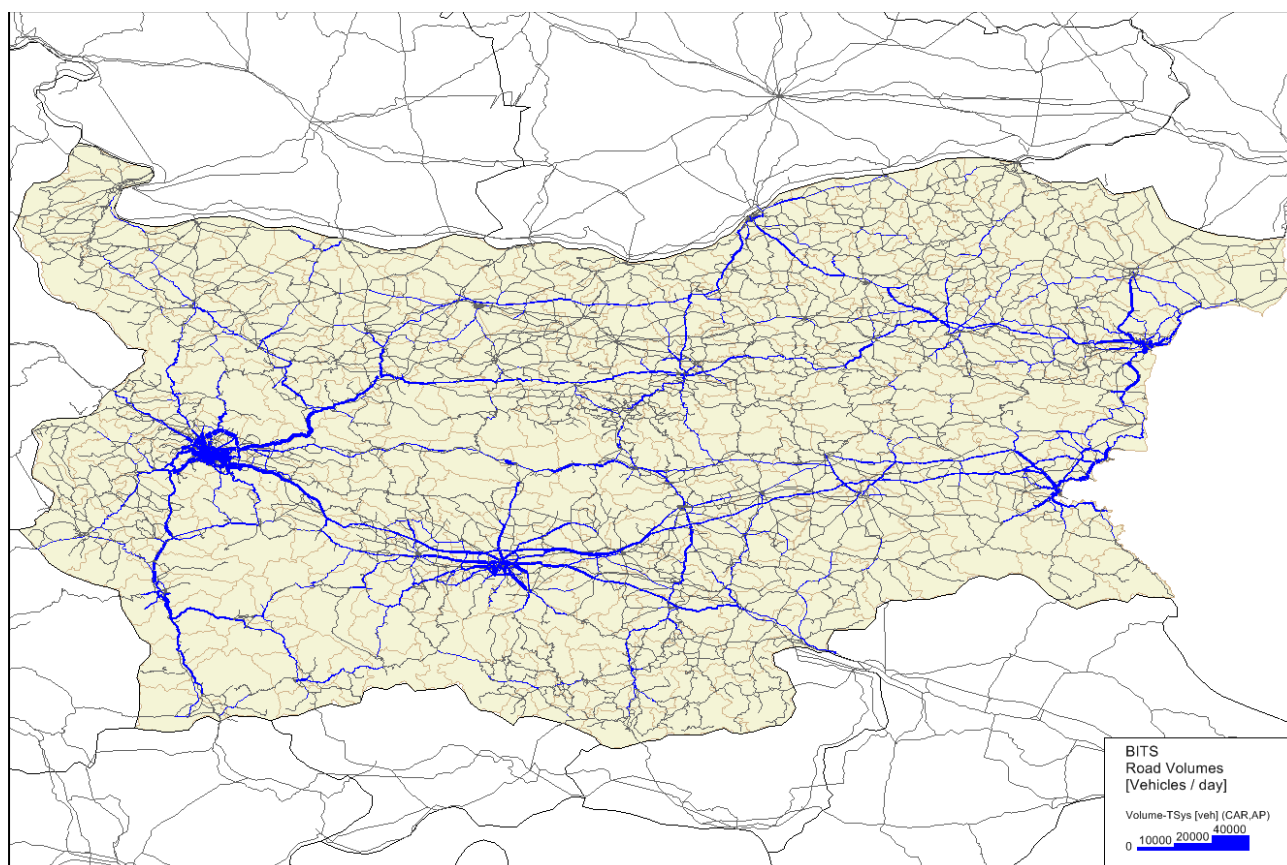 BITS
Road Volumes
[Vehicles / day]
Volume-TSys [veh] (CAR,AP)
0 10000 20000 40000